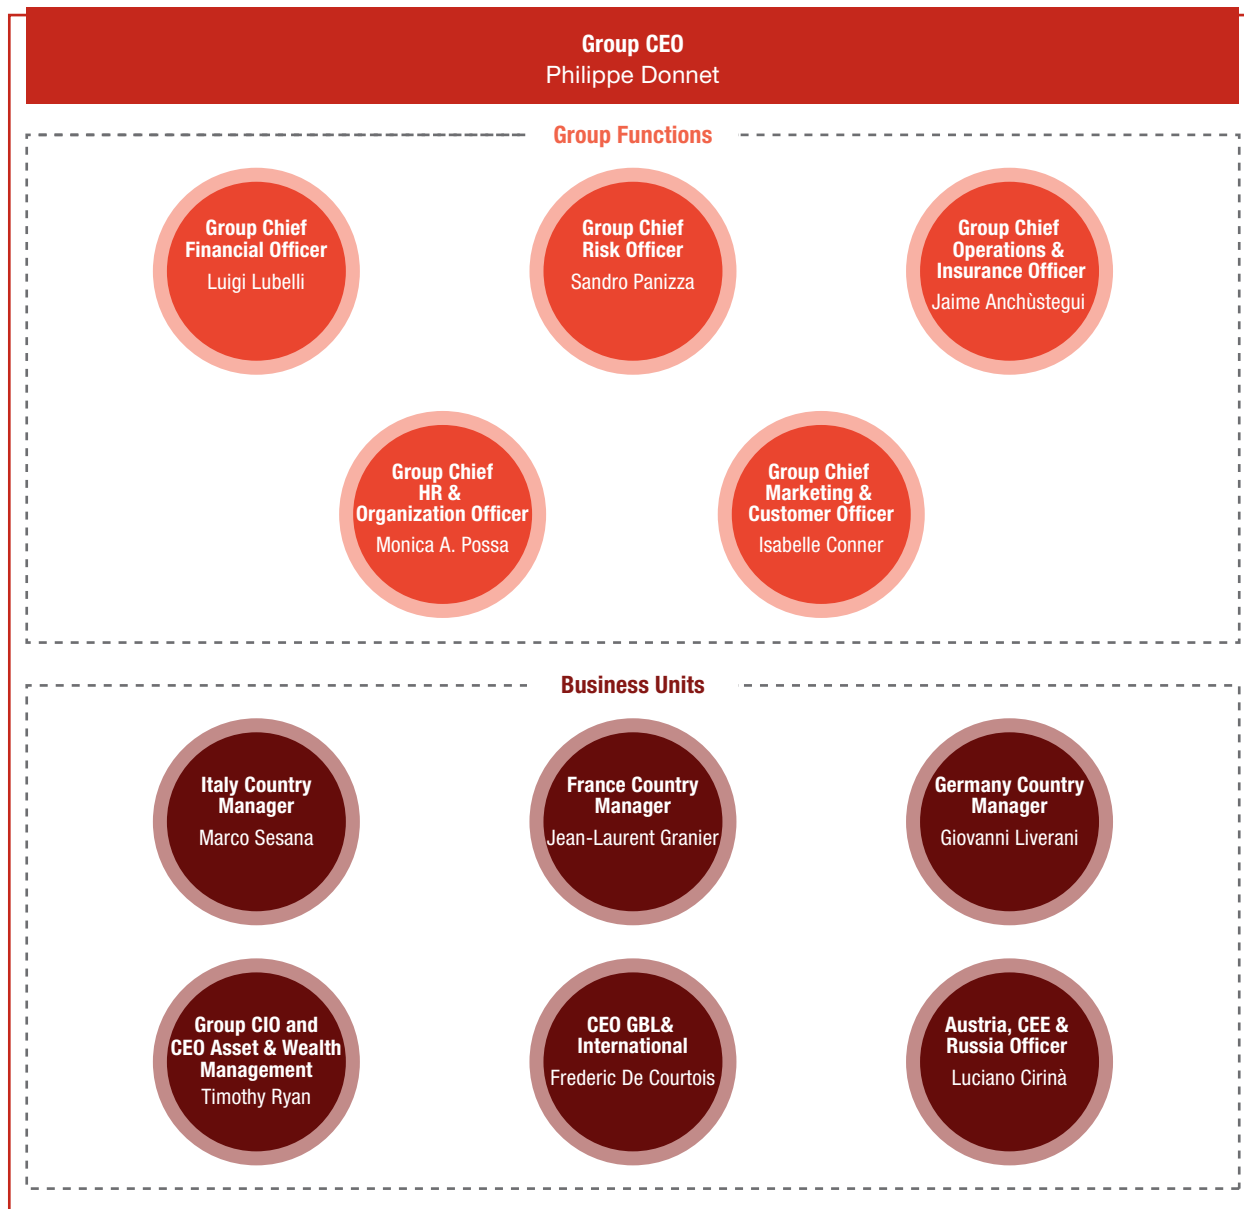 Group CEO
Philippe Donnet
Group Functions
Group Chief
Financial Officer
Luigi Lubelli
Group Chief
Risk Officer
Sandro Panizza
Group Chief
Operations &
Insurance Officer
Jaime Anchùstegui
Group Chief
HR &
Organization Officer
Monica A. Possa
Group Chief
Marketing &
Customer Officer
Isabelle Conner
Business Units
Italy Country
Manager
Marco Sesana
France Country
Manager
Jean-Laurent Granier
Germany Country
Manager
Giovanni Liverani
Group CIO and
CEO Asset & Wealth
Management
Timothy Ryan
CEO GBL&
International
Frederic De Courtois
Austria, CEE &
Russia Officer
Luciano Cirinà